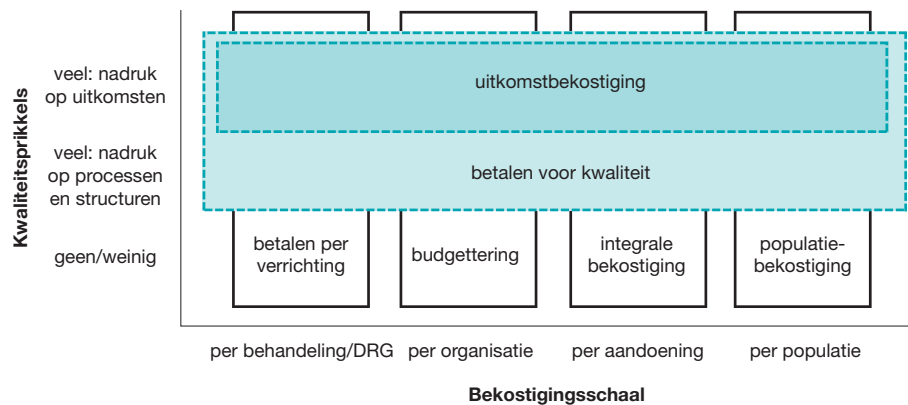 Kwaliteitsprikkels
veel: nadruk
op uitkomsten
uitkomstbekostiging
veel: nadruk
op processen
en structuren
betalen voor kwaliteit
geen/weinig
betalen per
verrichting
budgettering
integrale
bekostiging
populatie-
bekostiging
per behandeling/DRG
per organisatie
per aandoening
per populatie
Bekostigingsschaal